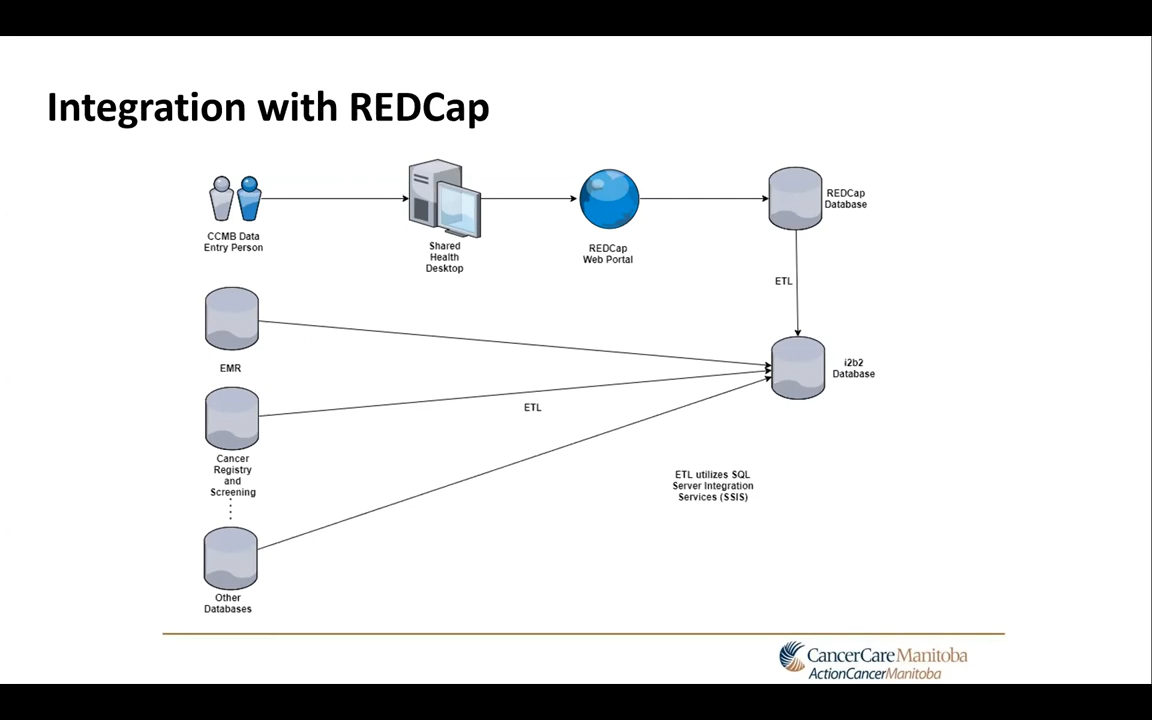 Integration with REDCap
CCMB Data
Entry Person
Shared
Health
Desktop
REDCap
Web Portal
REDCap
Database
ETL
EMR
i2b2
Database
ETL
Cancer
Registry
and
Screening
ETL utilizes SQL
Server Integration
Services (SSIS)
Other
Databases
CancerCareManitoba
ActionCancerManitoba